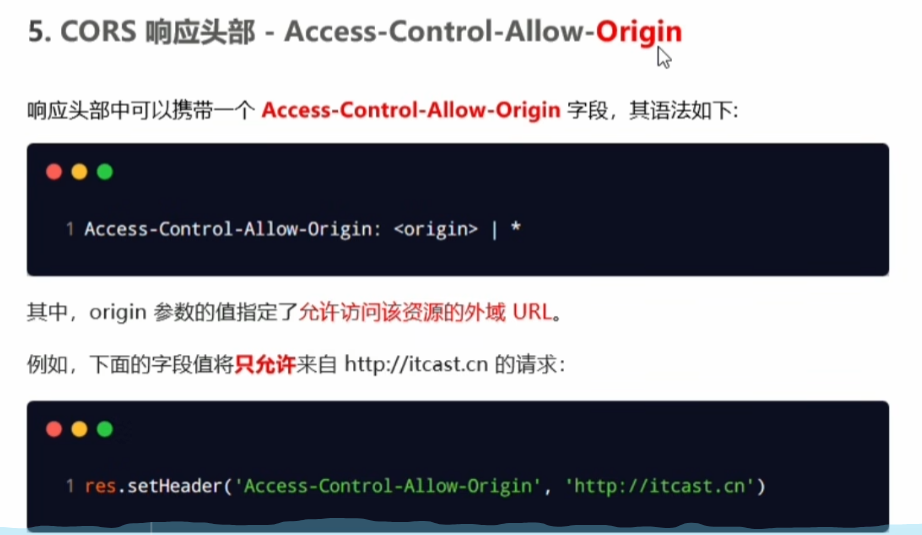 5. CORS 响应头部 - Access-Control-Allow-Origin
响应头部中可以携带一个 Access-Control-Allow-Origin 字段，其语法如下:
1 Access-Control-Allow-Origin: <origin> | *
其中，origin 参数的值指定了允许访问该资源的外域 URL。
例如，下面的字段值将只允许来自 http://itcast.cn 的请求：
1 res.setHeader('Access-Control-Allow-Origin', 'http://itcast.cn')